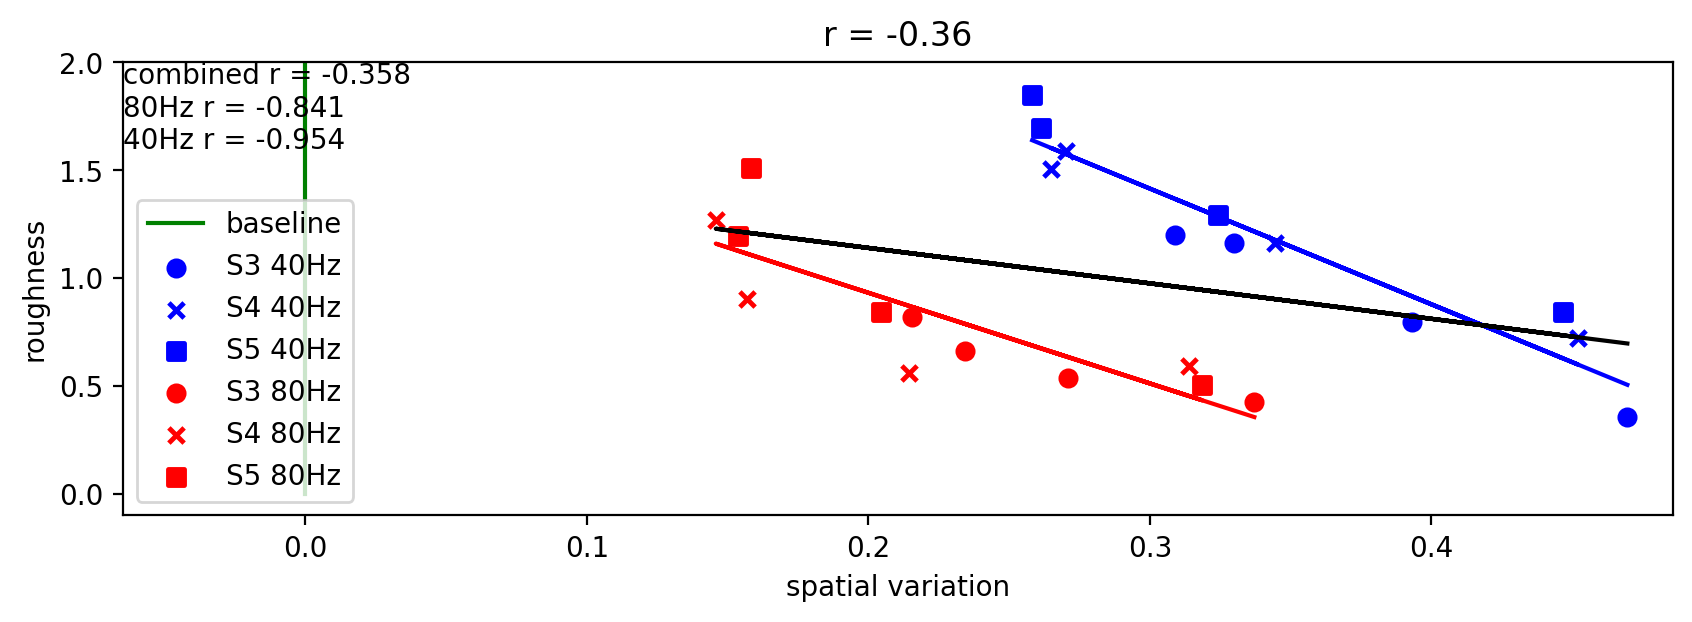 r = -0.36
combined r = -0.358
80Hz r = -0.841
40Hz r = -0.954
2.0
1.5
1.0
0.5
0.0
roughness
baseline
S3 40Hz
S4 40Hz
S5 40Hz
S3 80Hz
S4 80Hz
S5 80Hz
0.0 0.1 0.2 0.3 0.4
spatial variation